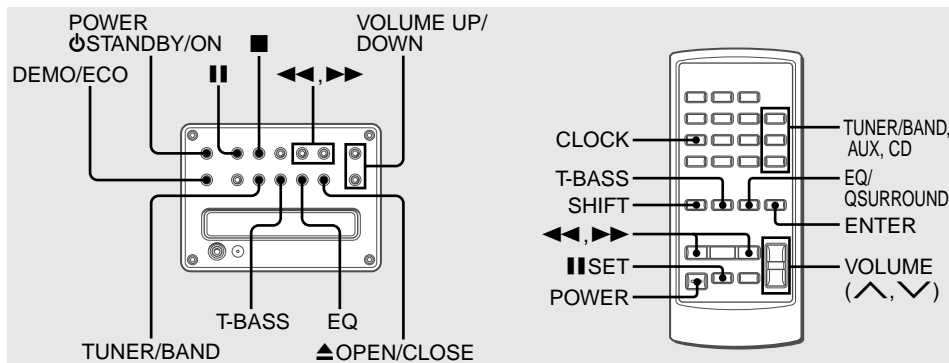 POWER
⏻STANDBY/ON
■
VOLUME UP/
DOWN
DEMO/ECO
❚❚
◀◀,▶▶
T-BASS
EQ
TUNER/BAND
⏏OPEN/CLOSE
CLOCK
T-BASS
SHIFT
◀◀,▶▶
❚❚SET
POWER
TUNER/BAND,
AUX, CD
EQ/
QSURROUND
ENTER
VOLUME
(∧,∨)